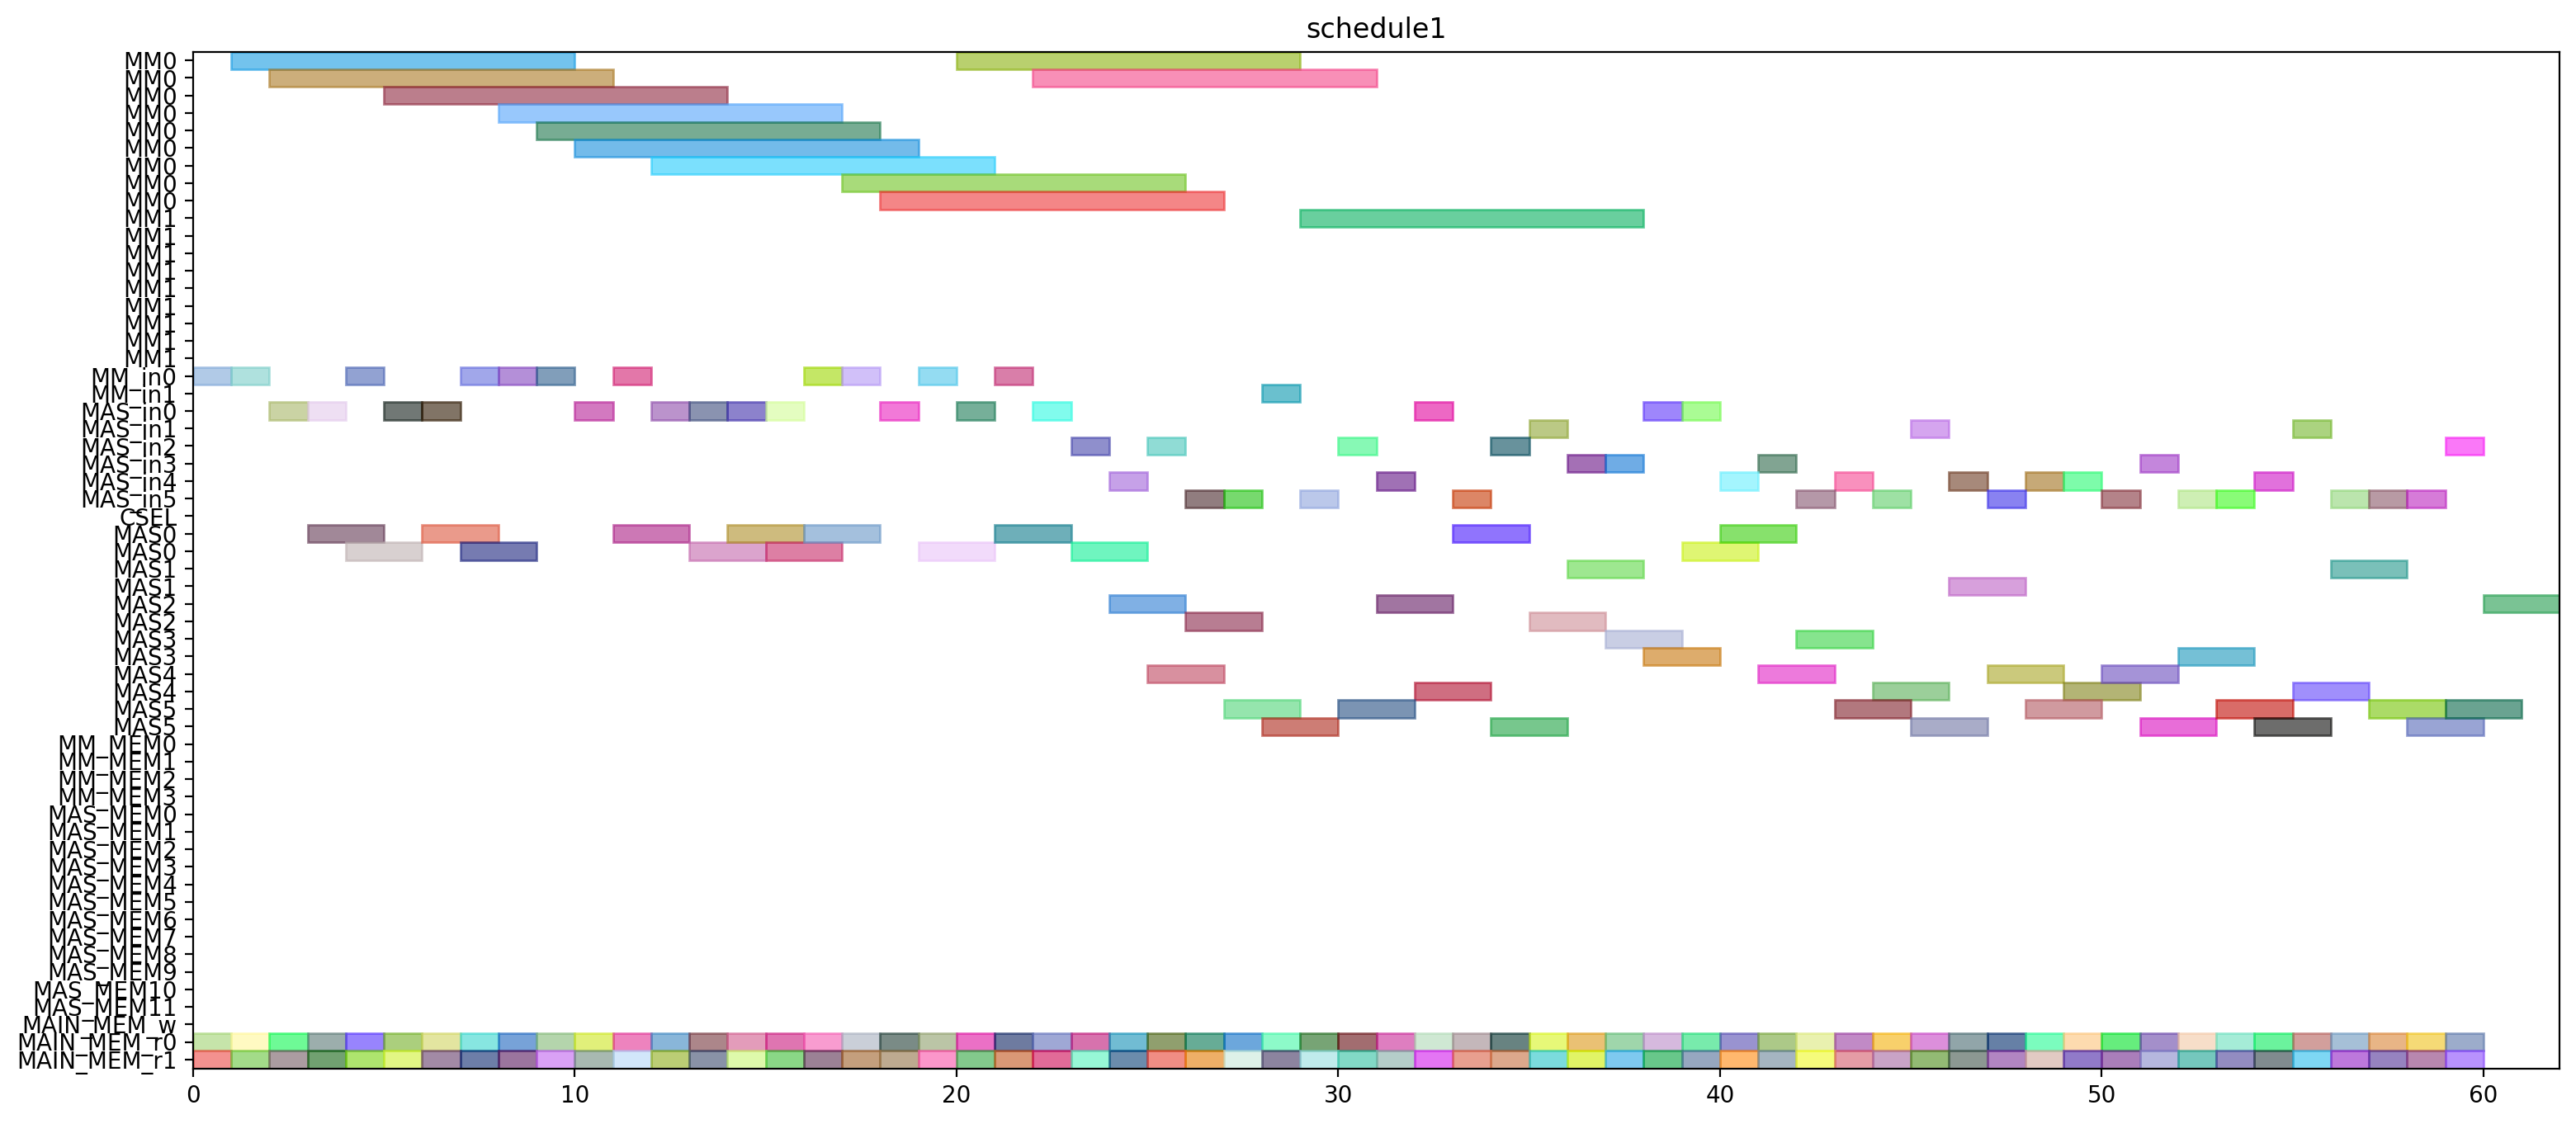 schedule1
MM0
MM0
MM0
MM0
MM0
MM0
MM0
MM0
MM0
MM1
MM1
MM1
MM1
MM1
MM1
MM1
MM1
MM1
MM_in0
MM_in1
MAS_in0
MAS_in1
MAS_in2
MAS_in3
MAS_in4
MAS_in5
CSEL
MAS0
MAS0
MAS1
MAS1
MAS2
MAS2
MAS3
MAS3
MAS4
MAS4
MAS5
MAS5
MM_MEM0
MM_MEM1
MM_MEM2
MM_MEM3
MAS_MEM0
MAS_MEM1
MAS_MEM2
MAS_MEM3
MAS_MEM4
MAS_MEM5
MAS_MEM6
MAS_MEM7
MAS_MEM8
MAS_MEM9
MAS_MEM10
MAS_MEM11
MAIN_MEM_w
MAIN_MEM_r0
MAIN_MEM_r1
0 10 20 30 40 50 60